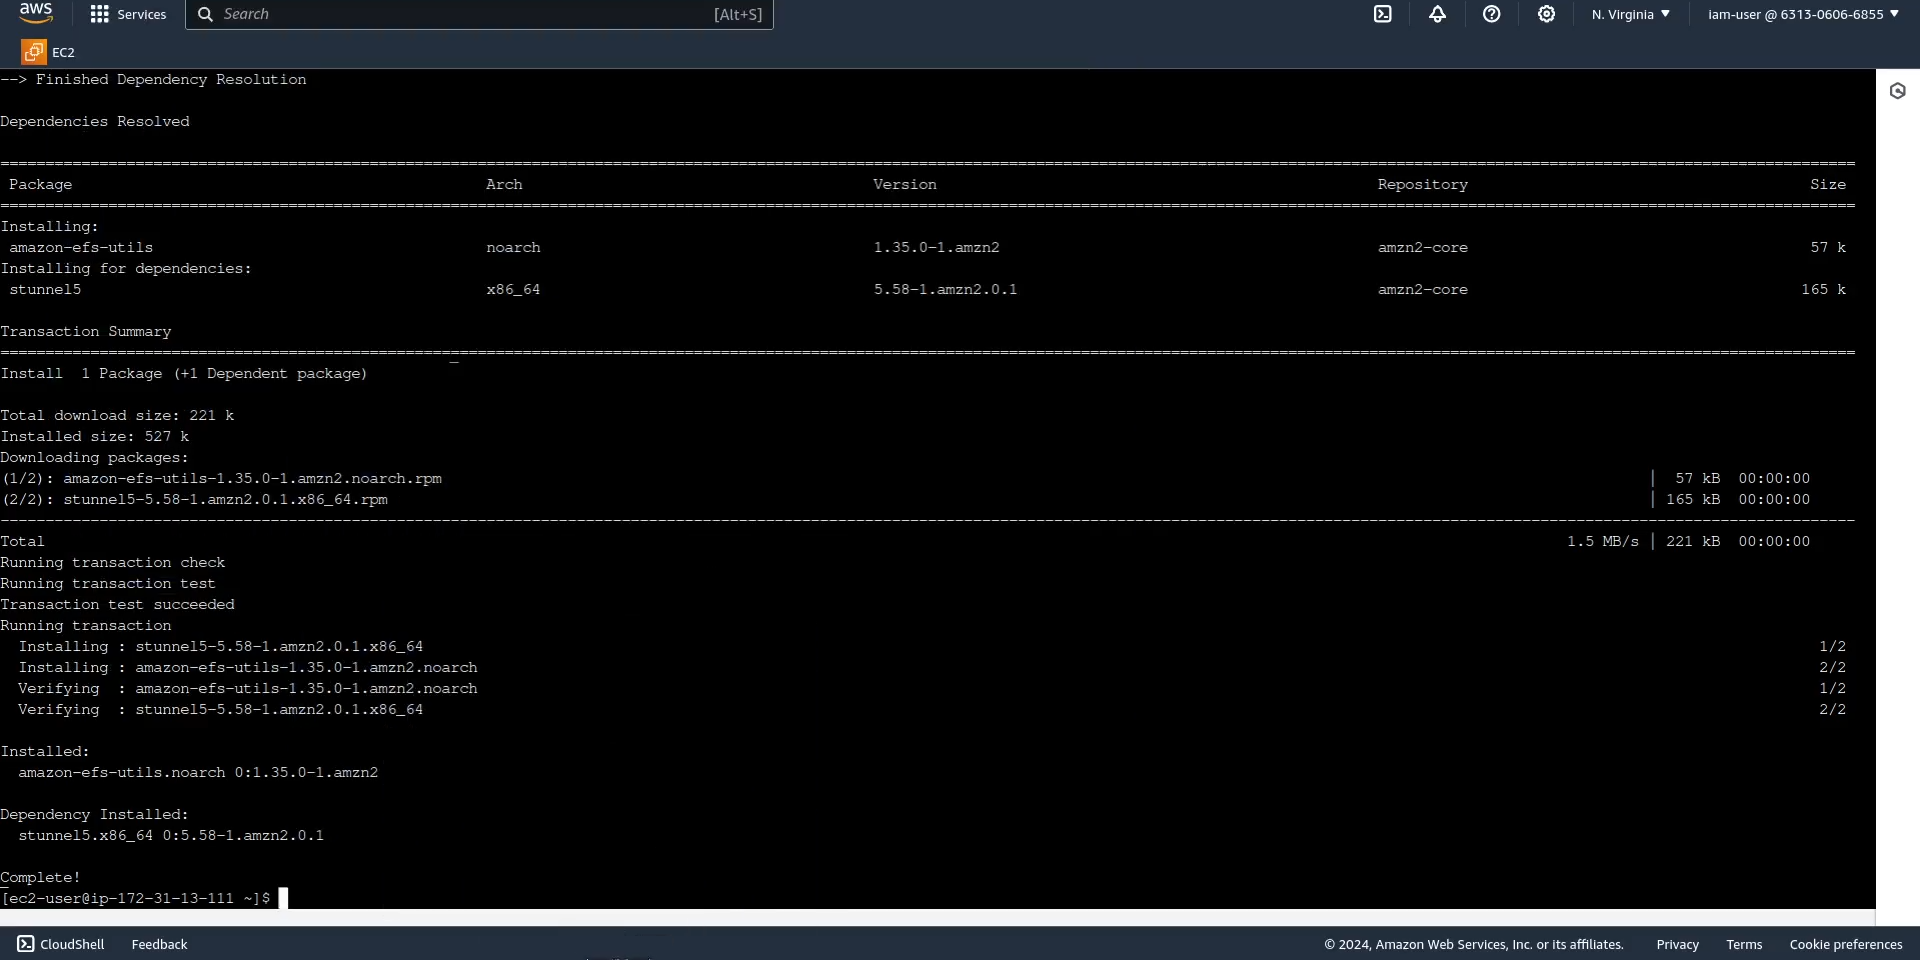 aws Services Search [Alt+S] N. Virginia ▼ iam-user @ 6313-0606-6855 ▼
EC2
--> Finished Dependency Resolution
Dependencies Resolved
================================================================================
Package Arch Version Repository Size
================================================================================
Installing:
amazon-efs-utils noarch 1.35.0-1.amzn2 amzn2-core 57 k
Installing for dependencies:
stunnel5 x86_64 5.58-1.amzn2.0.1 amzn2-core 165 k
Transaction Summary
================================================================================
Install 1 Package (+1 Dependent package)
Total download size: 221 k
Installed size: 527 k
Downloading packages:
(1/2): amazon-efs-utils-1.35.0-1.amzn2.noarch.rpm | 57 kB 00:00:00
(2/2): stunnel5-5.58-1.amzn2.0.1.x86_64.rpm | 165 kB 00:00:00
--------------------------------------------------------------------------------
Total 1.5 MB/s | 221 kB 00:00:00
Running transaction check
Running transaction test
Transaction test succeeded
Running transaction
Installing : stunnel5-5.58-1.amzn2.0.1.x86_64 1/2
Installing : amazon-efs-utils-1.35.0-1.amzn2.noarch 2/2
Verifying : amazon-efs-utils-1.35.0-1.amzn2.noarch 1/2
Verifying : stunnel5-5.58-1.amzn2.0.1.x86_64 2/2
Installed:
amazon-efs-utils.noarch 0:1.35.0-1.amzn2
Dependency Installed:
stunnel5.x86_64 0:5.58-1.amzn2.0.1
Complete!
[ec2-user@ip-172-31-13-111 ~]$
CloudShell Feedback © 2024, Amazon Web Services, Inc. or its affiliates. Privacy Terms Cookie preferences